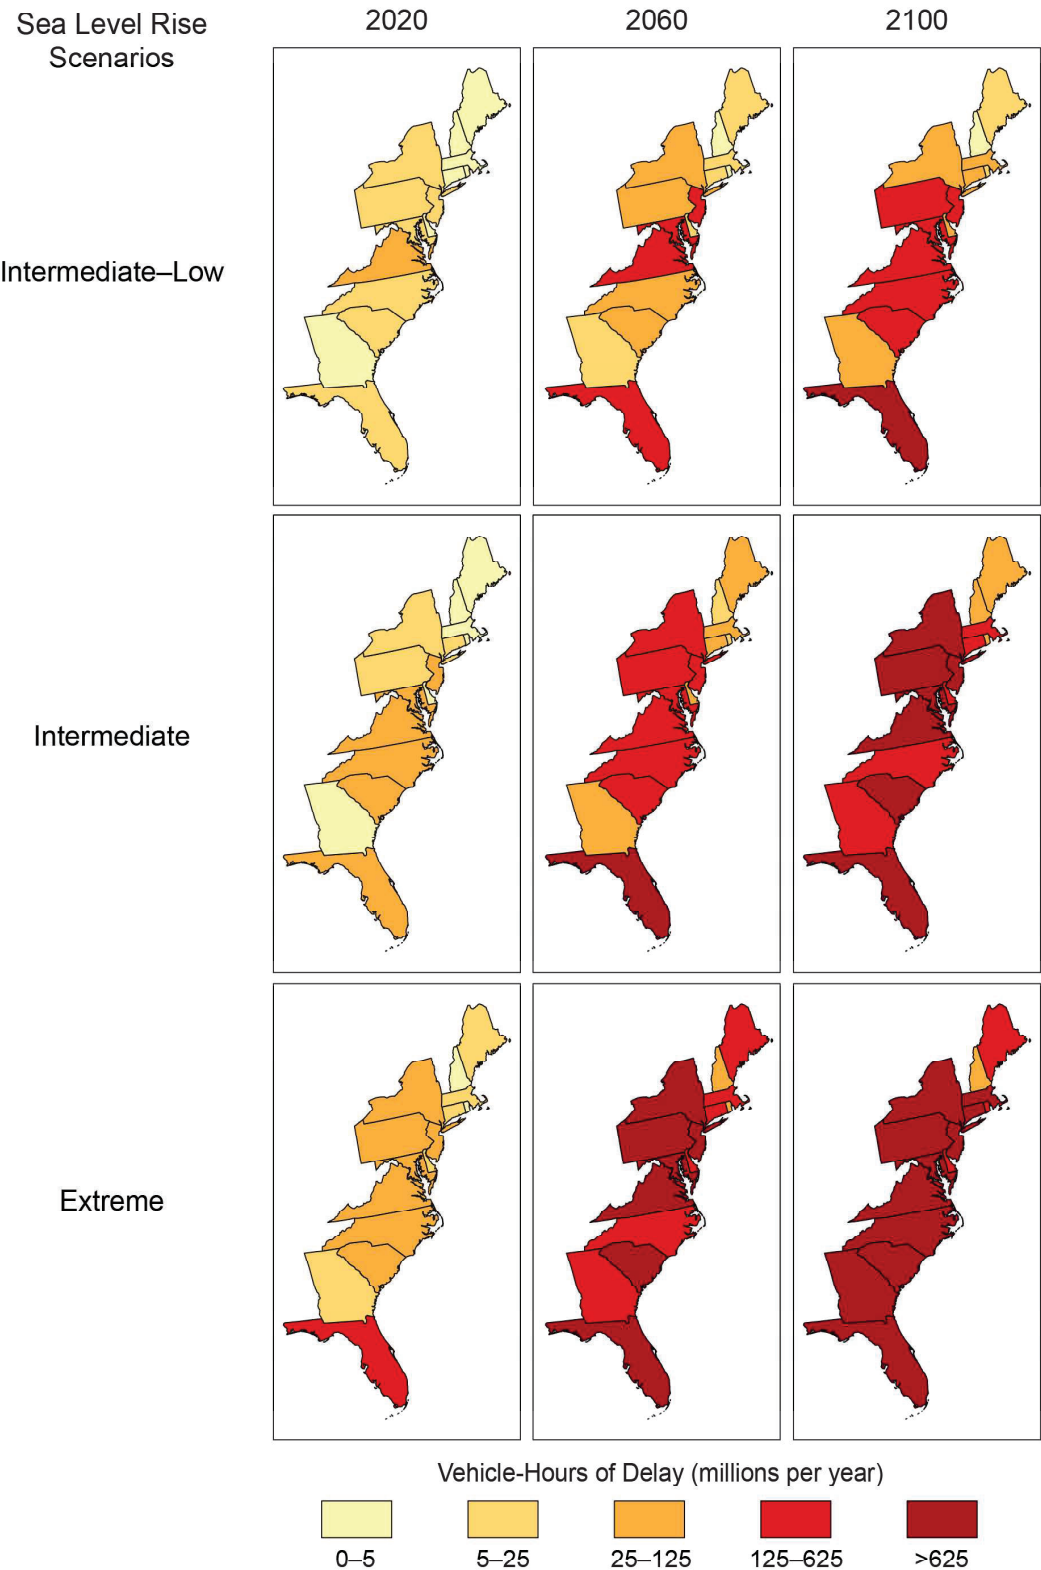 Sea Level Rise
Scenarios
2020
2060
2100
Intermediate–Low
Intermediate
Extreme
Vehicle-Hours of Delay (millions per year)
0–5
5–25
25–125
125–625
>625